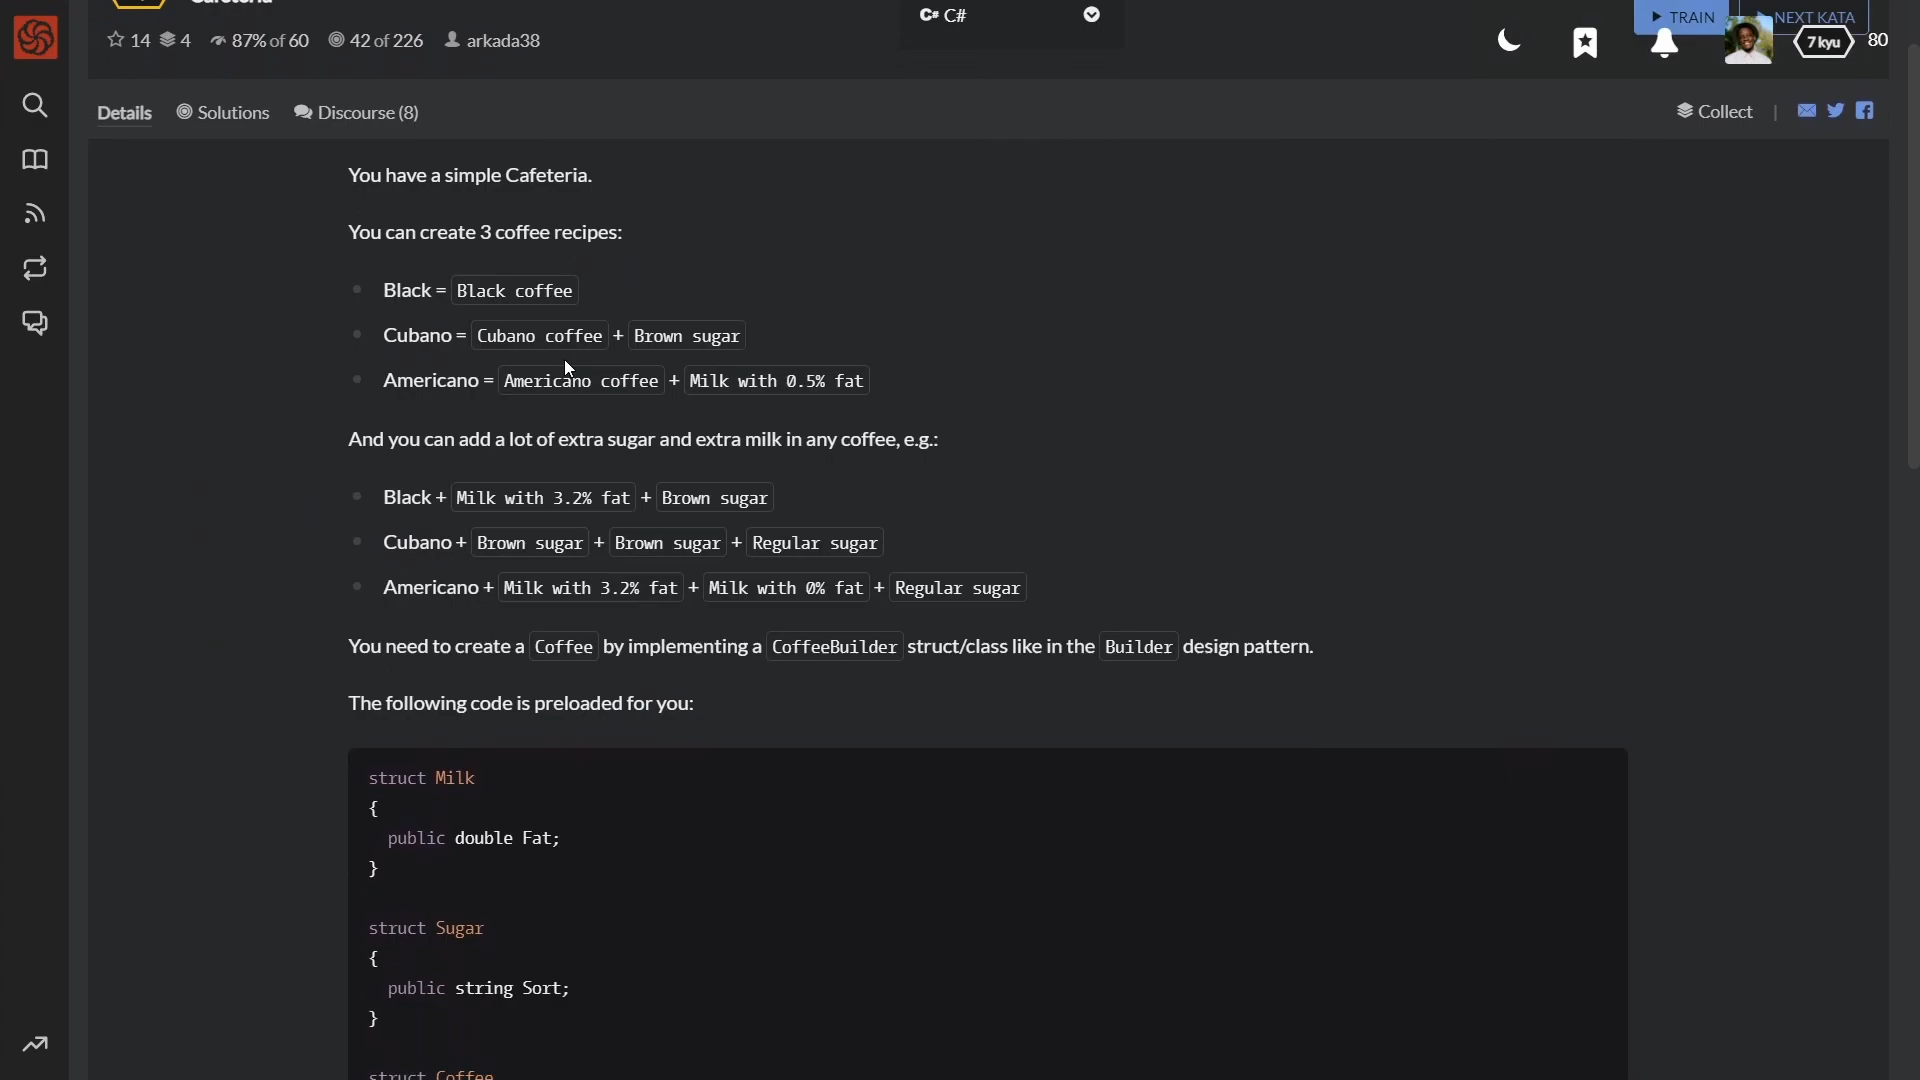 Cafeteria
C# C#
TRAIN
NEXT KATA
14 4 87% of 60 42 of 226 arkada38
7 kyu 80
Details Solutions Discourse (8)
Collect |
You have a simple Cafeteria.
You can create 3 coffee recipes:
Black = Black coffee
Cubano = Cubano coffee + Brown sugar
Americano = Americano coffee + Milk with 0.5% fat
And you can add a lot of extra sugar and extra milk in any coffee, e.g.:
Black + Milk with 3.2% fat + Brown sugar
Cubano + Brown sugar + Brown sugar + Regular sugar
Americano + Milk with 3.2% fat + Milk with 0% fat + Regular sugar
You need to create a Coffee by implementing a CoffeeBuilder struct/class like in the Builder design pattern.
The following code is preloaded for you:
struct Milk
{
public double Fat;
}
struct Sugar
{
public string Sort;
}
struct Coffee